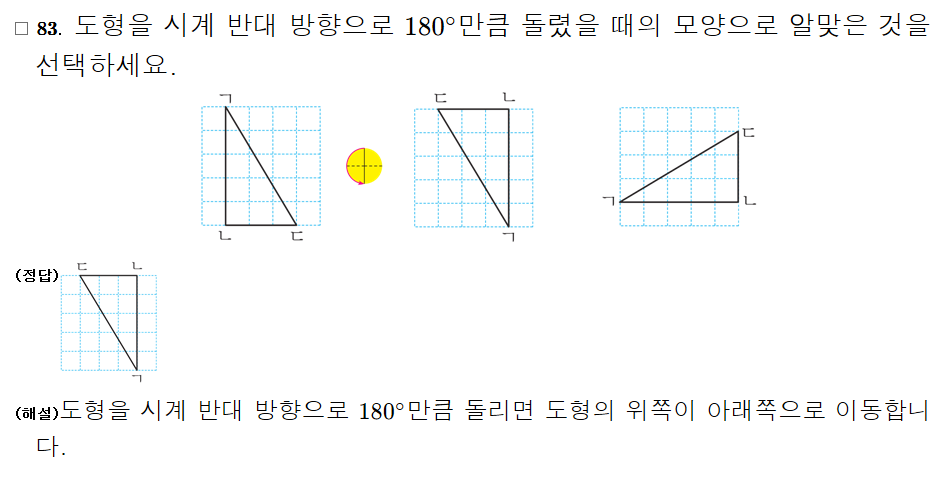 □ 83. 도형을 시계 반대 방향으로 180°만큼 돌렸을 때의 모양으로 알맞은 것을
선택하세요.
ㄱ
ㄴ ㄷ
ㄷ ㄴ
ㄱ
ㄷ
ㄱ ㄴ
(정답)
ㄷ ㄴ
ㄱ
(해설)도형을 시계 반대 방향으로 180°만큼 돌리면 도형의 위쪽이 아래쪽으로 이동합니
다.